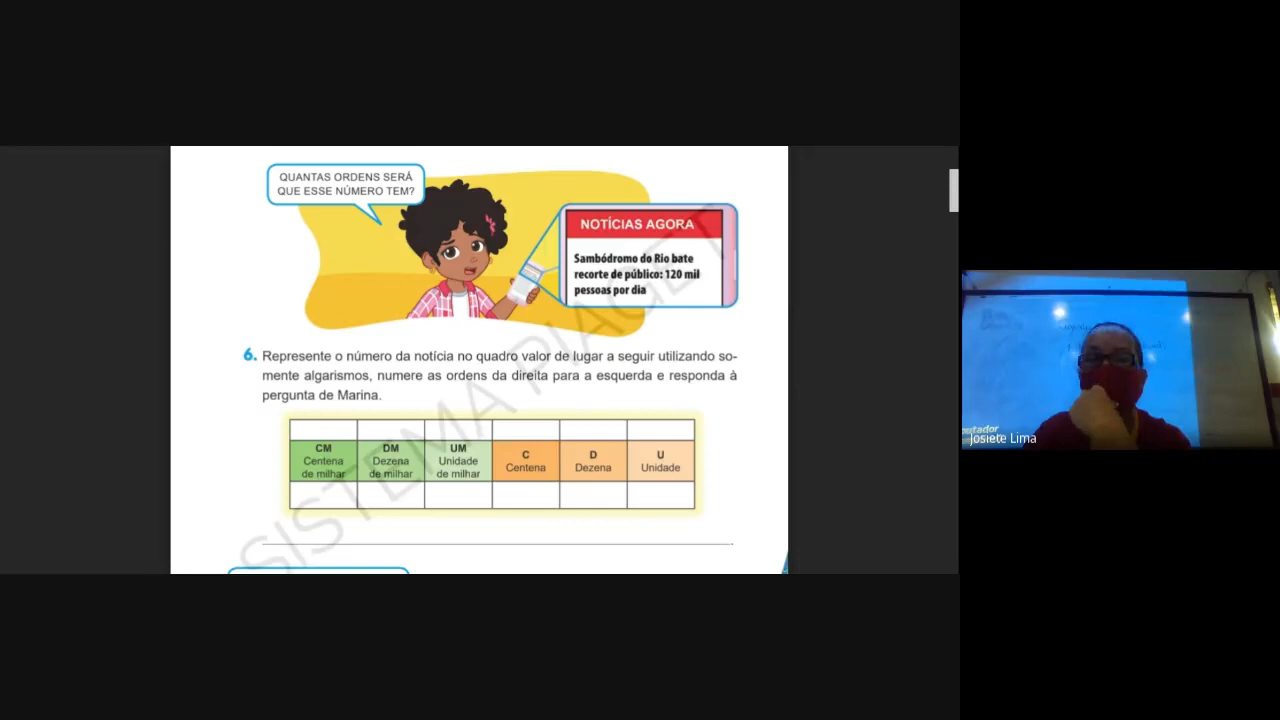 QUANTAS ORDENS SERÁ
QUE ESSE NÚMERO TEM?
NOTÍCIAS AGORA
Sambódromo do Rio bate
recorte de público: 120 mil
pessoas por dia
6. Represente o número da notícia no quadro valor de lugar a seguir utilizando so-
mente algarismos, numere as ordens da direita para a esquerda e responda à
pergunta de Marina.
CM
Centena
de milhar
DM
Dezena
de milhar
UM
Unidade
de milhar
C
Centena
D
Dezena
U
Unidade
SISTEMA PIAGET
Josiete Lima